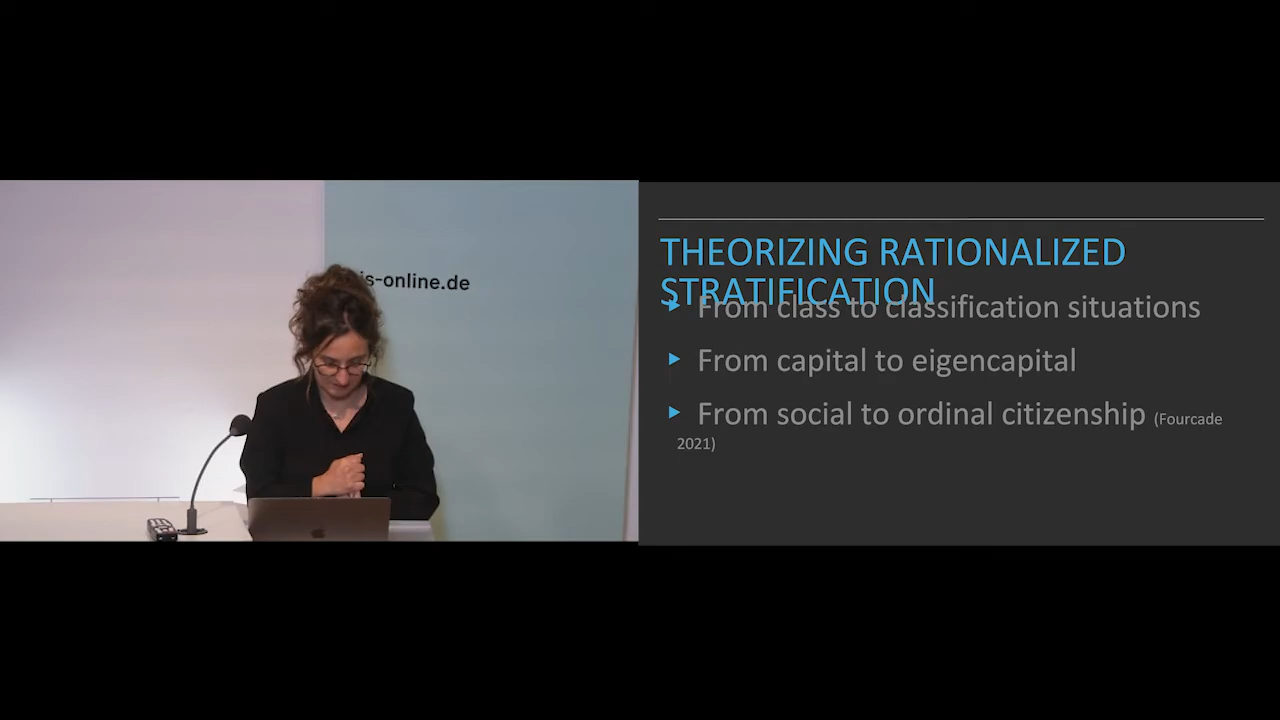 is-online.de
THEORIZING RATIONALIZED
STRATIFICATION
From class to classification situations
From capital to eigencapital
From social to ordinal citizenship (Fourcade
2021)